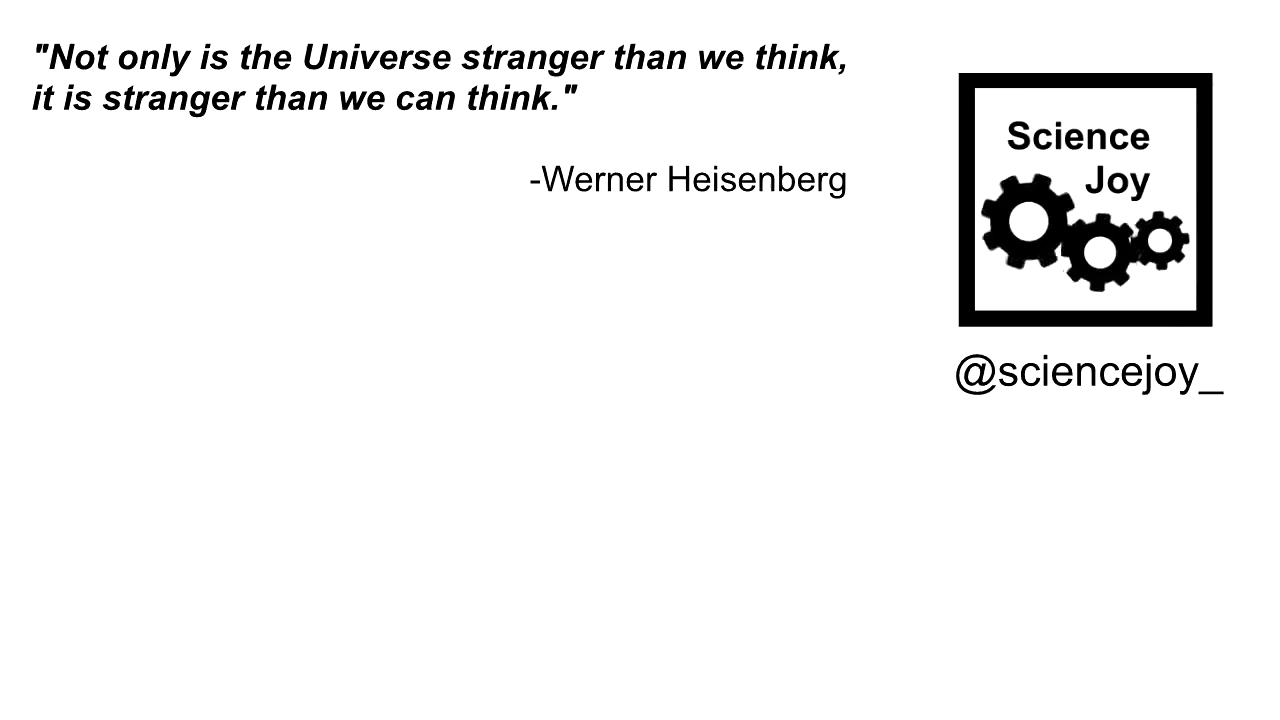 "Not only is the Universe stranger than we think,
it is stranger than we can think."
-Werner Heisenberg
Science
Joy
@sciencejoy_